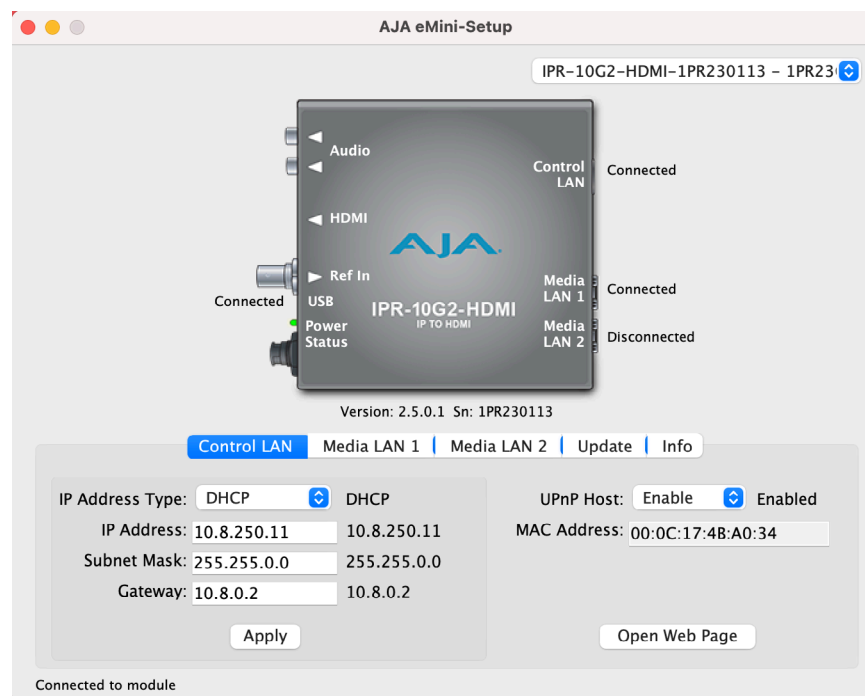 AJA eMini-Setup
IPR-10G2-HDMI-1PR230113 - 1PR23
Audio
Control
LAN
Connected
HDMI
AJA
Ref In
Connected
USB
Media
LAN 1
Connected
IPR-10G2-HDMI
IP TO HDMI
Power
Status
Media
LAN 2
Disconnected
Version: 2.5.0.1 Sn: 1PR230113
Control LAN Media LAN 1 Media LAN 2 Update Info
IP Address Type: DHCP DHCP
IP Address: 10.8.250.11 10.8.250.11
Subnet Mask: 255.255.0.0 255.255.0.0
Gateway: 10.8.0.2 10.8.0.2
Apply
UPnP Host: Enable Enabled
MAC Address: 00:0C:17:4B:A0:34
Open Web Page
Connected to module